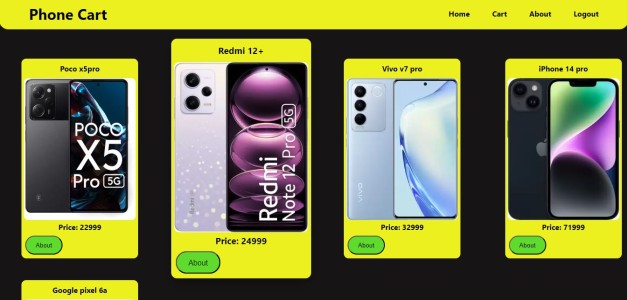 Phone Cart
Home Cart About Logout
Poco x5pro
POCO
X5
Pro 5G
Price: 22999
About
Redmi 12+
Redmi
Note 12 Pro 5G
Price: 24999
About
Vivo v7 pro
vivo
Price: 32999
About
iPhone 14 pro
Price: 71999
About
Google pixel 6a